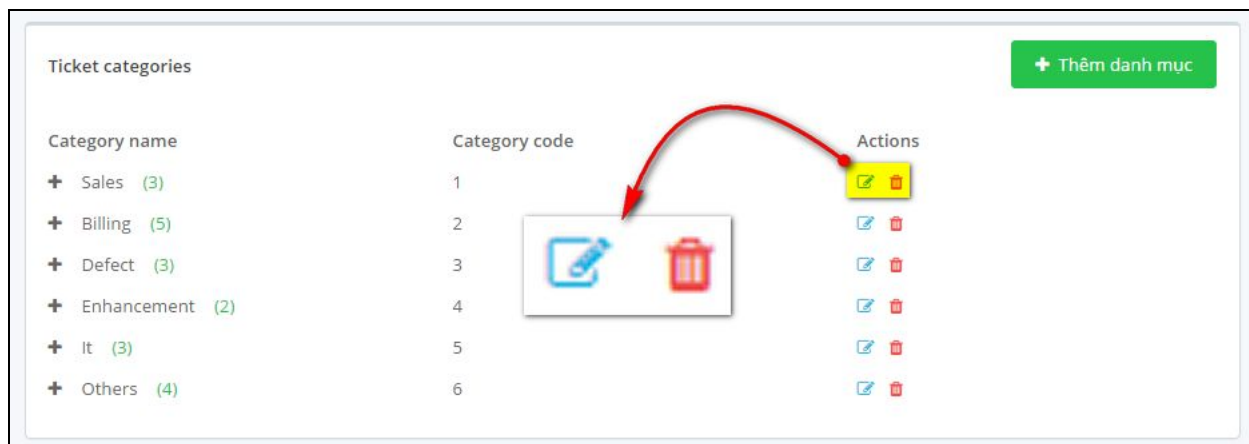 Ticket categories
Thêm danh mục
Category name Category code Actions
Sales (3) 1
Billing (5) 2
Defect (3) 3
Enhancement (2) 4
It (3) 5
Others (4) 6